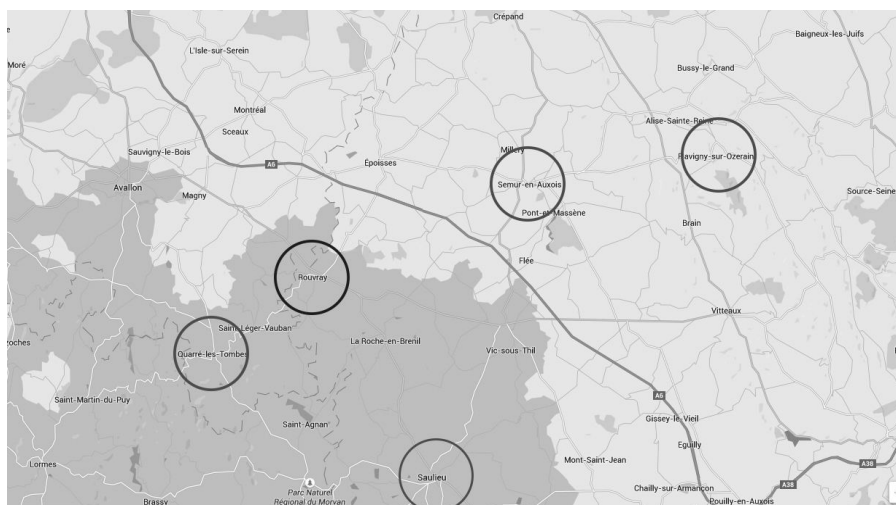 Crépand
Baigneux-les-Juifs
L'Isle-sur-Serein
Moré
Bussy-le-Grand
Montréal
Sceaux
Alise-Sainte-Reine
Sauvigny-le-Bois
Millery
Flavigny-sur-Ozerain
A6
Époisses
Avallon
Semur-en-Auxois
Magny
Source-Seine
Pont-et-Massène
Brain
Flée
Rouvray
Vitteaux
Saint-Léger-Vauban
La Roche-en-Brenil
zoches
Vic-sous-Thil
Quarré-les-Tombes
A6
Saint-Martin-du-Puy
Gissey-le-Vieil
Saint-Agnan
Éguilly
Lormes
Mont-Saint-Jean
A38
Saulieu
A38
Chailly-sur-Armançon
Parc Naturel
Régional du Morvan
Brassy
Pouilly-en-Auxois